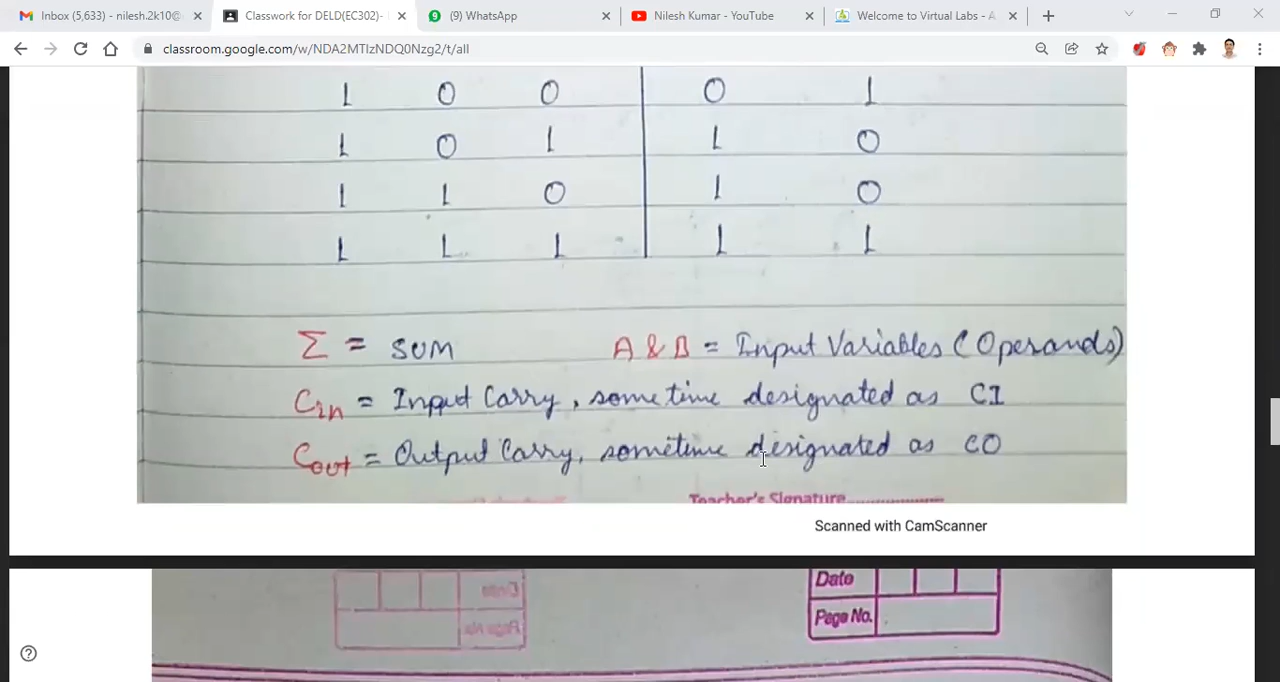 Inbox (5,633) - nilesh.2k10@
Classwork for DELD(EC302)-
(9) WhatsApp
Nilesh Kumar - YouTube
Welcome to Virtual Labs - A
classroom.google.com/w/NDA2MTIzNDQ0Nzg2/t/all
1 0 0 0 1
1 0 1 1 0
1 1 0 1 0
1 1 1 1 1
Σ = SUM A & B = Input Variables (Operands)
Cin = Input Carry, sometime designated as CI
Cout = Output Carry, sometime designated as CO
Teacher's Signature
Scanned with CamScanner
Date
Page No.
Date
Page No.